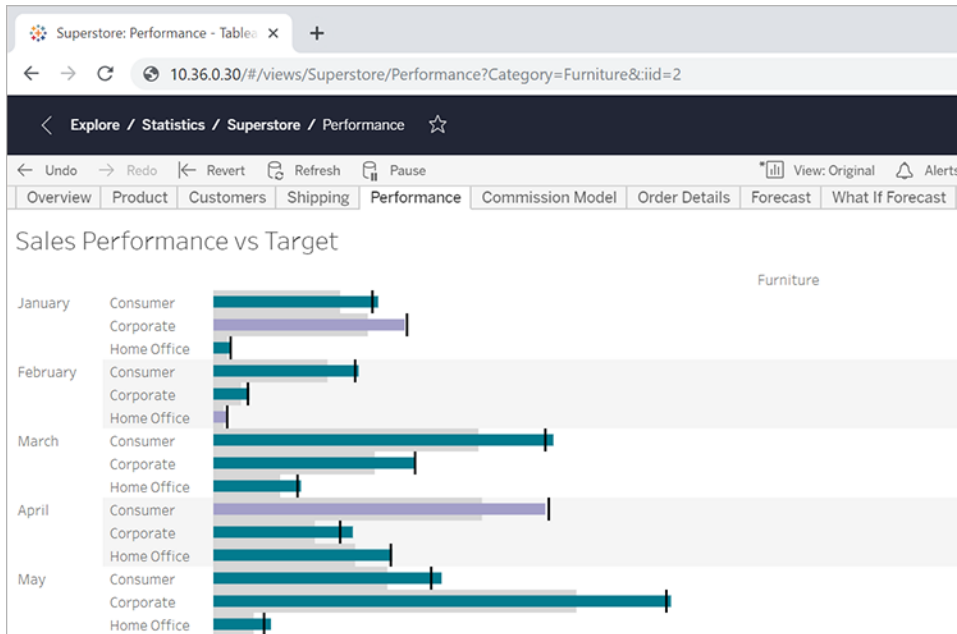 Superstore: Performance - Tablea
10.36.0.30/#/views/Superstore/Performance?Category=Furniture&:iid=2
Explore / Statistics / Superstore / Performance
Undo Redo Revert Refresh Pause View: Original Alerts
Overview Product Customers Shipping Performance Commission Model Order Details Forecast What If Forecast
Sales Performance vs Target
Furniture
January Consumer
Corporate
Home Office
February Consumer
Corporate
Home Office
March Consumer
Corporate
Home Office
April Consumer
Corporate
Home Office
May Consumer
Corporate
Home Office